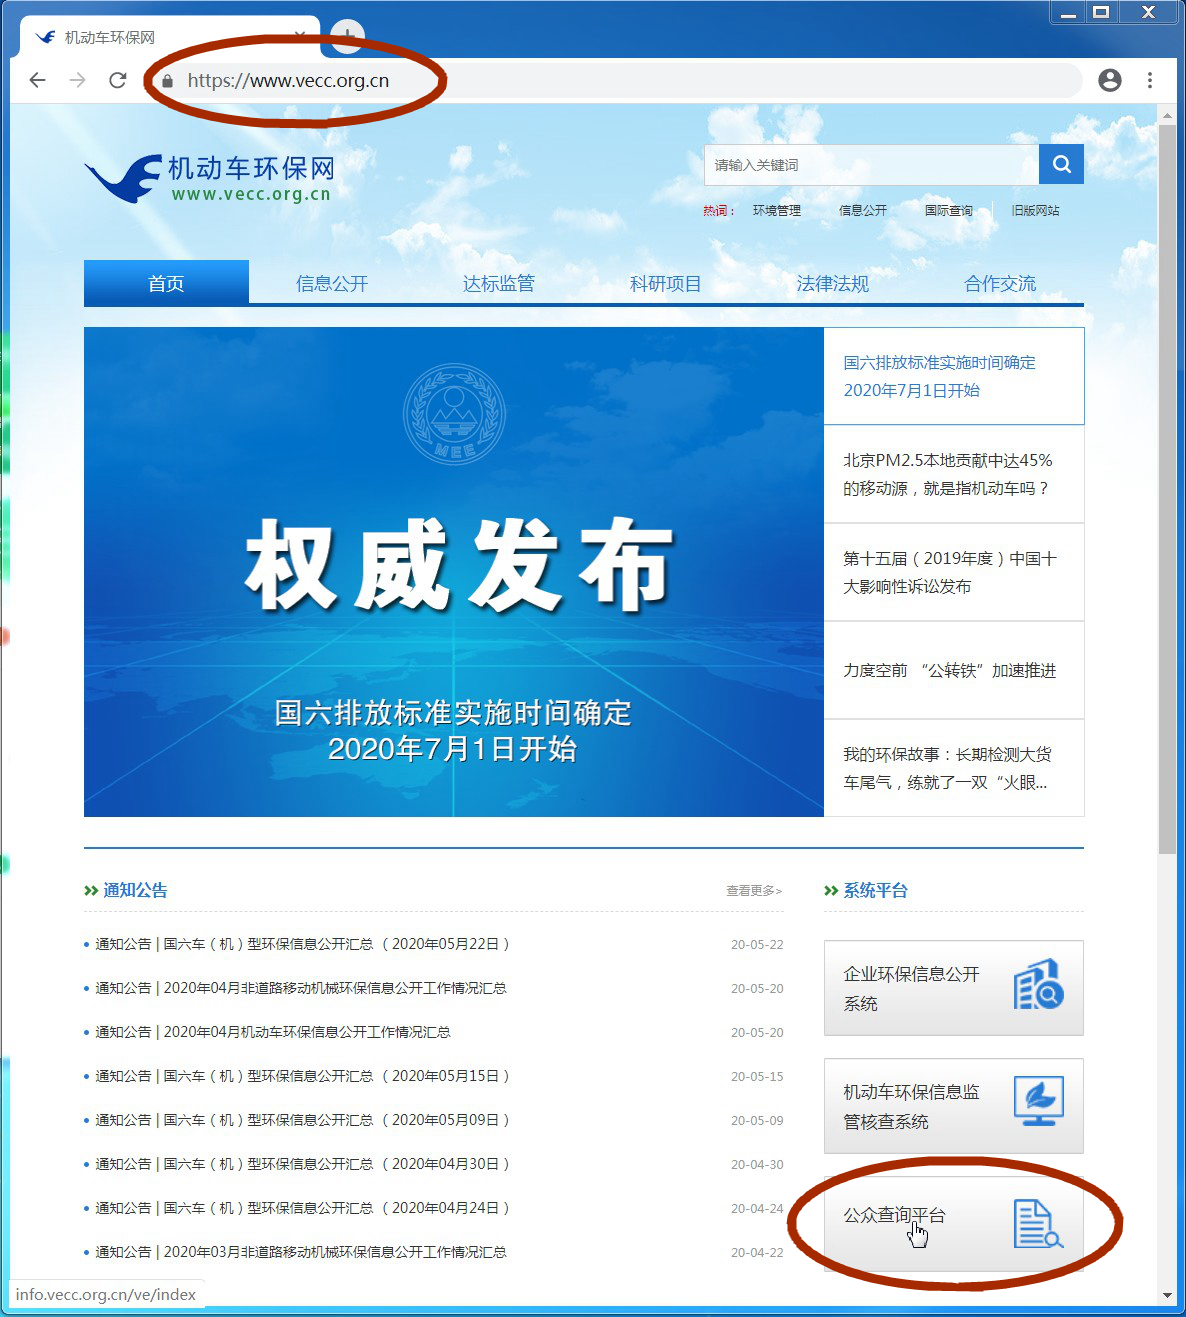 机动车环保网
https://www.vecc.org.cn
机动车环保网
www.vecc.org.cn
请输入关键词
热词： 环境管理 信息公开 国际查询 旧版网站
首页 信息公开 达标监管 科研项目 法律法规 合作交流
MEE
权威发布
国六排放标准实施时间确定
2020年7月1日开始
国六排放标准实施时间确定
2020年7月1日开始
北京PM2.5本地贡献中达45%
的移动源，就是指机动车吗？
第十五届（2019年度）中国十
大影响性诉讼发布
力度空前 “公转铁”加速推进
我的环保故事：长期检测大货
车尾气，练就了一双“火眼...
通知公告 查看更多>
通知公告 | 国六车（机）型环保信息公开汇总 （2020年05月22日） 20-05-22
通知公告 | 2020年04月非道路移动机械环保信息公开工作情况汇总 20-05-20
通知公告 | 2020年04月机动车环保信息公开工作情况汇总 20-05-20
通知公告 | 国六车（机）型环保信息公开汇总 （2020年05月15日） 20-05-15
通知公告 | 国六车（机）型环保信息公开汇总 （2020年05月09日） 20-05-09
通知公告 | 国六车（机）型环保信息公开汇总 （2020年04月30日） 20-04-30
通知公告 | 国六车（机）型环保信息公开汇总 （2020年04月24日） 20-04-24
通知公告 | 2020年03月非道路移动机械环保信息公开工作情况汇总 20-04-22
系统平台
企业环保信息公开
系统
机动车环保信息监
管核查系统
公众查询平台
info.vecc.org.cn/ve/index